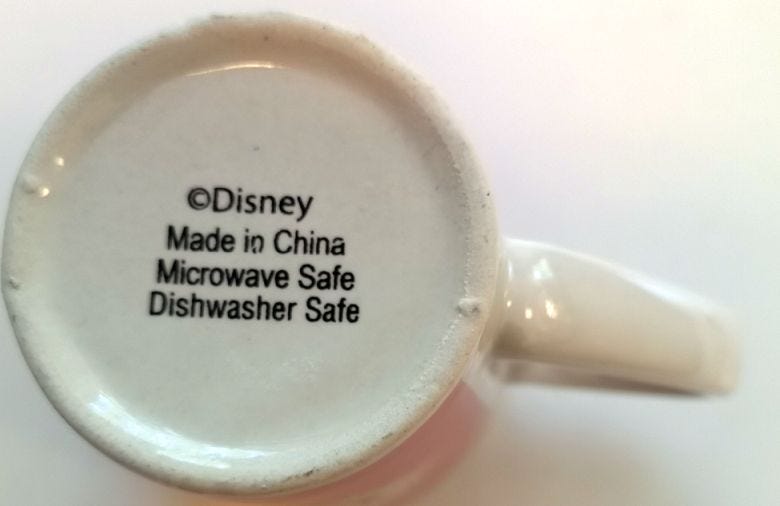 ©Disney
Made in China
Microwave Safe
Dishwasher Safe